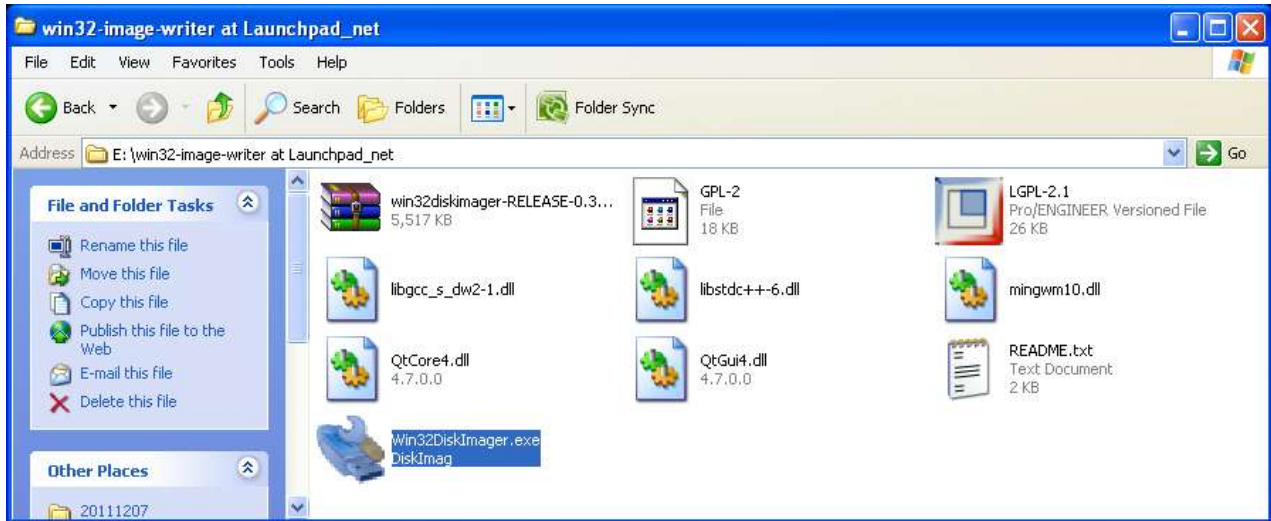 win32-image-writer at Launchpad_net
File Edit View Favorites Tools Help
Back Search Folders Folder Sync
Address E: \win32-image-writer at Launchpad_net Go
File and Folder Tasks
Rename this file
Move this file
Copy this file
Publish this file to the
Web
E-mail this file
Delete this file
Other Places
20111207
win32diskimager-RELEASE-0.3...
5,517 KB
GPL-2
File
18 KB
LGPL-2.1
Pro/ENGINEER Versioned File
26 KB
libgcc_s_dw2-1.dll
libstdc++-6.dll
mingwm10.dll
QtCore4.dll
4.7.0.0
QtGui4.dll
4.7.0.0
README.txt
Text Document
2 KB
Win32DiskImager.exe
DiskImag